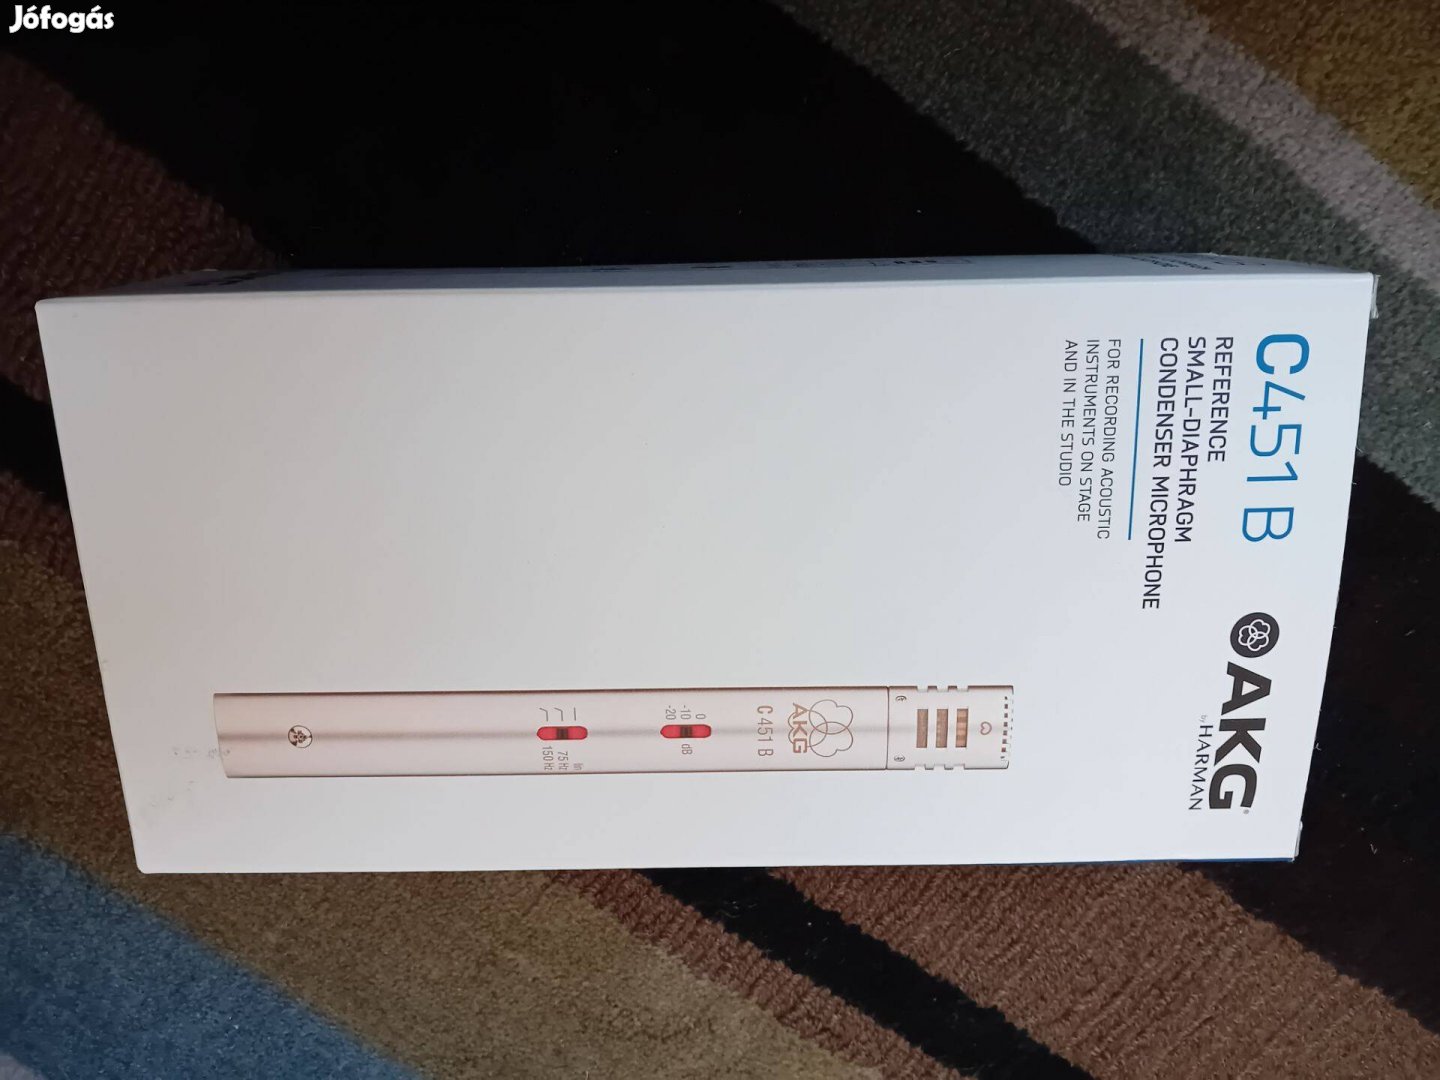 Jófogás
C451 B
REFERENCE
SMALL-DIAPHRAGM
CONDENSER MICROPHONE
FOR RECORDING ACOUSTIC
INSTRUMENTS ON STAGE
AND IN THE STUDIO
AKG
by HARMAN
AKG
C 451 B
0
-10 dB
-20
lin
75 Hz
150 Hz